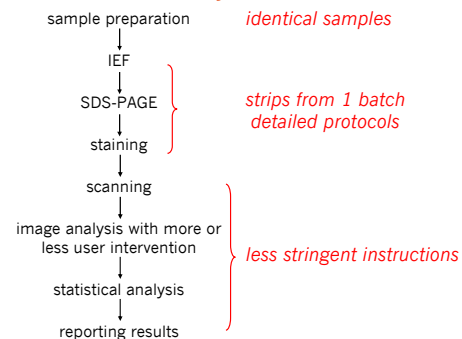 sample preparation
identical samples
IEF
SDS-PAGE
strips from 1 batch
detailed protocols
staining
scanning
image analysis with more or
less user intervention
less stringent instructions
statistical analysis
reporting results